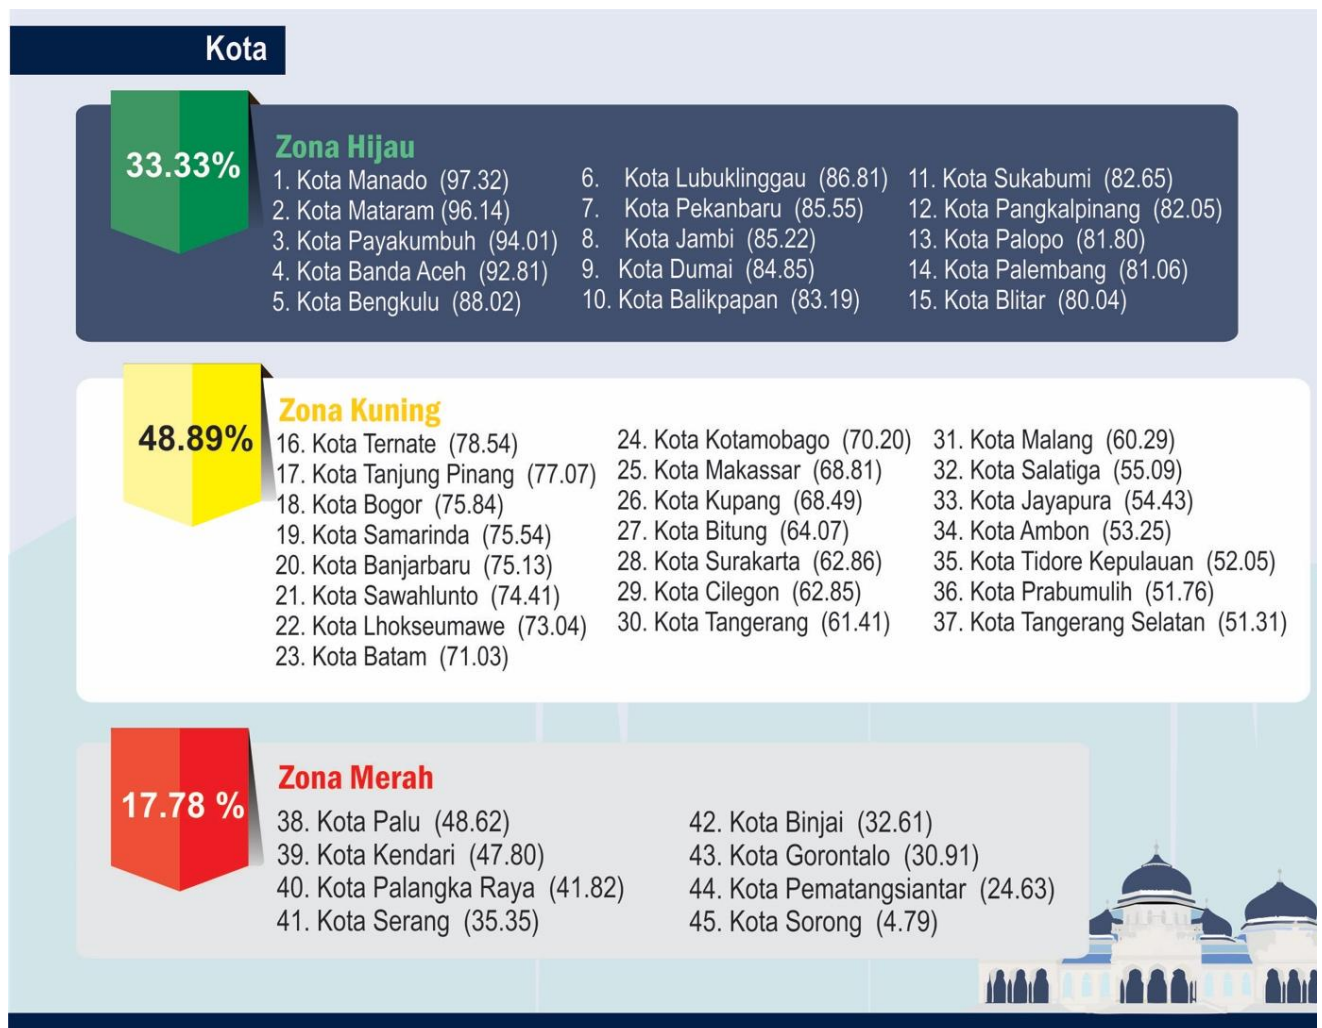 Kota
33.33%
Zona Hijau
1. Kota Manado (97.32)
2. Kota Mataram (96.14)
3. Kota Payakumbuh (94.01)
4. Kota Banda Aceh (92.81)
5. Kota Bengkulu (88.02)
6. Kota Lubuklinggau (86.81)
7. Kota Pekanbaru (85.55)
8. Kota Jambi (85.22)
9. Kota Dumai (84.85)
10. Kota Balikpapan (83.19)
11. Kota Sukabumi (82.65)
12. Kota Pangkalpinang (82.05)
13. Kota Palopo (81.80)
14. Kota Palembang (81.06)
15. Kota Blitar (80.04)
48.89%
Zona Kuning
16. Kota Ternate (78.54)
17. Kota Tanjung Pinang (77.07)
18. Kota Bogor (75.84)
19. Kota Samarinda (75.54)
20. Kota Banjarbaru (75.13)
21. Kota Sawahlunto (74.41)
22. Kota Lhokseumawe (73.04)
23. Kota Batam (71.03)
24. Kota Kotamobago (70.20)
25. Kota Makassar (68.81)
26. Kota Kupang (68.49)
27. Kota Bitung (64.07)
28. Kota Surakarta (62.86)
29. Kota Cilegon (62.85)
30. Kota Tangerang (61.41)
31. Kota Malang (60.29)
32. Kota Salatiga (55.09)
33. Kota Jayapura (54.43)
34. Kota Ambon (53.25)
35. Kota Tidore Kepulauan (52.05)
36. Kota Prabumulih (51.76)
37. Kota Tangerang Selatan (51.31)
17.78 %
Zona Merah
38. Kota Palu (48.62)
39. Kota Kendari (47.80)
40. Kota Palangka Raya (41.82)
41. Kota Serang (35.35)
42. Kota Binjai (32.61)
43. Kota Gorontalo (30.91)
44. Kota Pematangsiantar (24.63)
45. Kota Sorong (4.79)